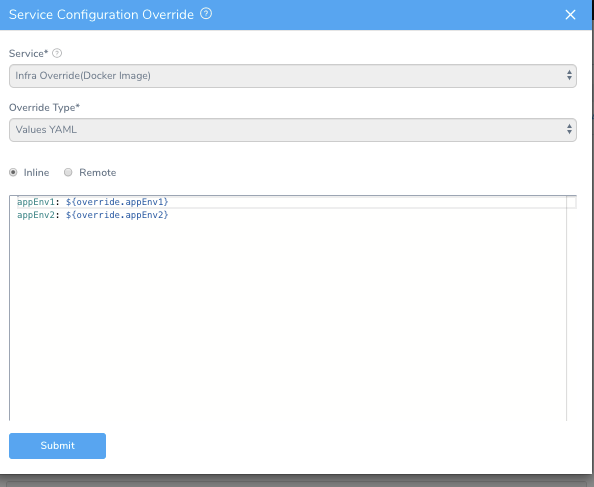 Service Configuration Override
Service*
Infra Override(Docker Image)
Override Type*
Values YAML
Inline Remote
appEnv1: ${override.appEnv1}
appEnv2: ${override.appEnv2}
Submit